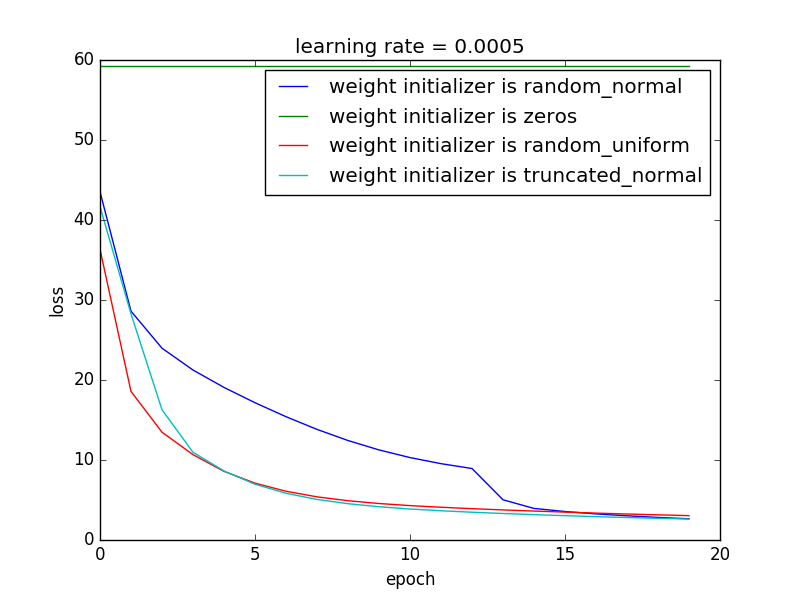 learning rate = 0.0005
60
weight initializer is random_normal
weight initializer is zeros
weight initializer is random_uniform
weight initializer is truncated_normal
50
40
30
20
10
0
loss
0 5 10 15 20
epoch